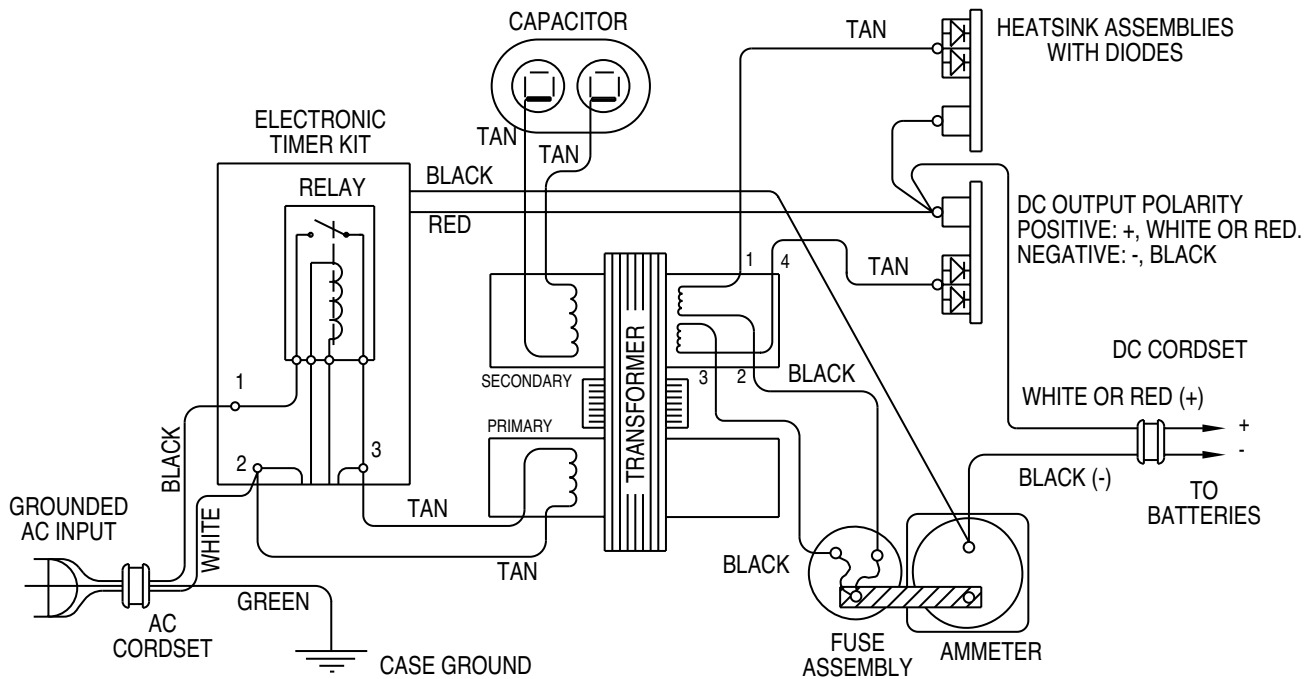 CAPACITOR
TAN
HEATSINK ASSEMBLIES
WITH DIODES
ELECTRONIC
TIMER KIT
TAN
TAN
RELAY
BLACK
RED
DC OUTPUT POLARITY
POSITIVE: +, WHITE OR RED.
NEGATIVE: -, BLACK
1
4
TAN
TRANSFORMER
SECONDARY
3
2
BLACK
DC CORDSET
WHITE OR RED (+)
+
-
BLACK (-)
TO
BATTERIES
1
BLACK
2
3
PRIMARY
GROUNDED
AC INPUT
WHITE
TAN
TAN
BLACK
GREEN
AC
CORDSET
CASE GROUND
FUSE
ASSEMBLY
AMMETER